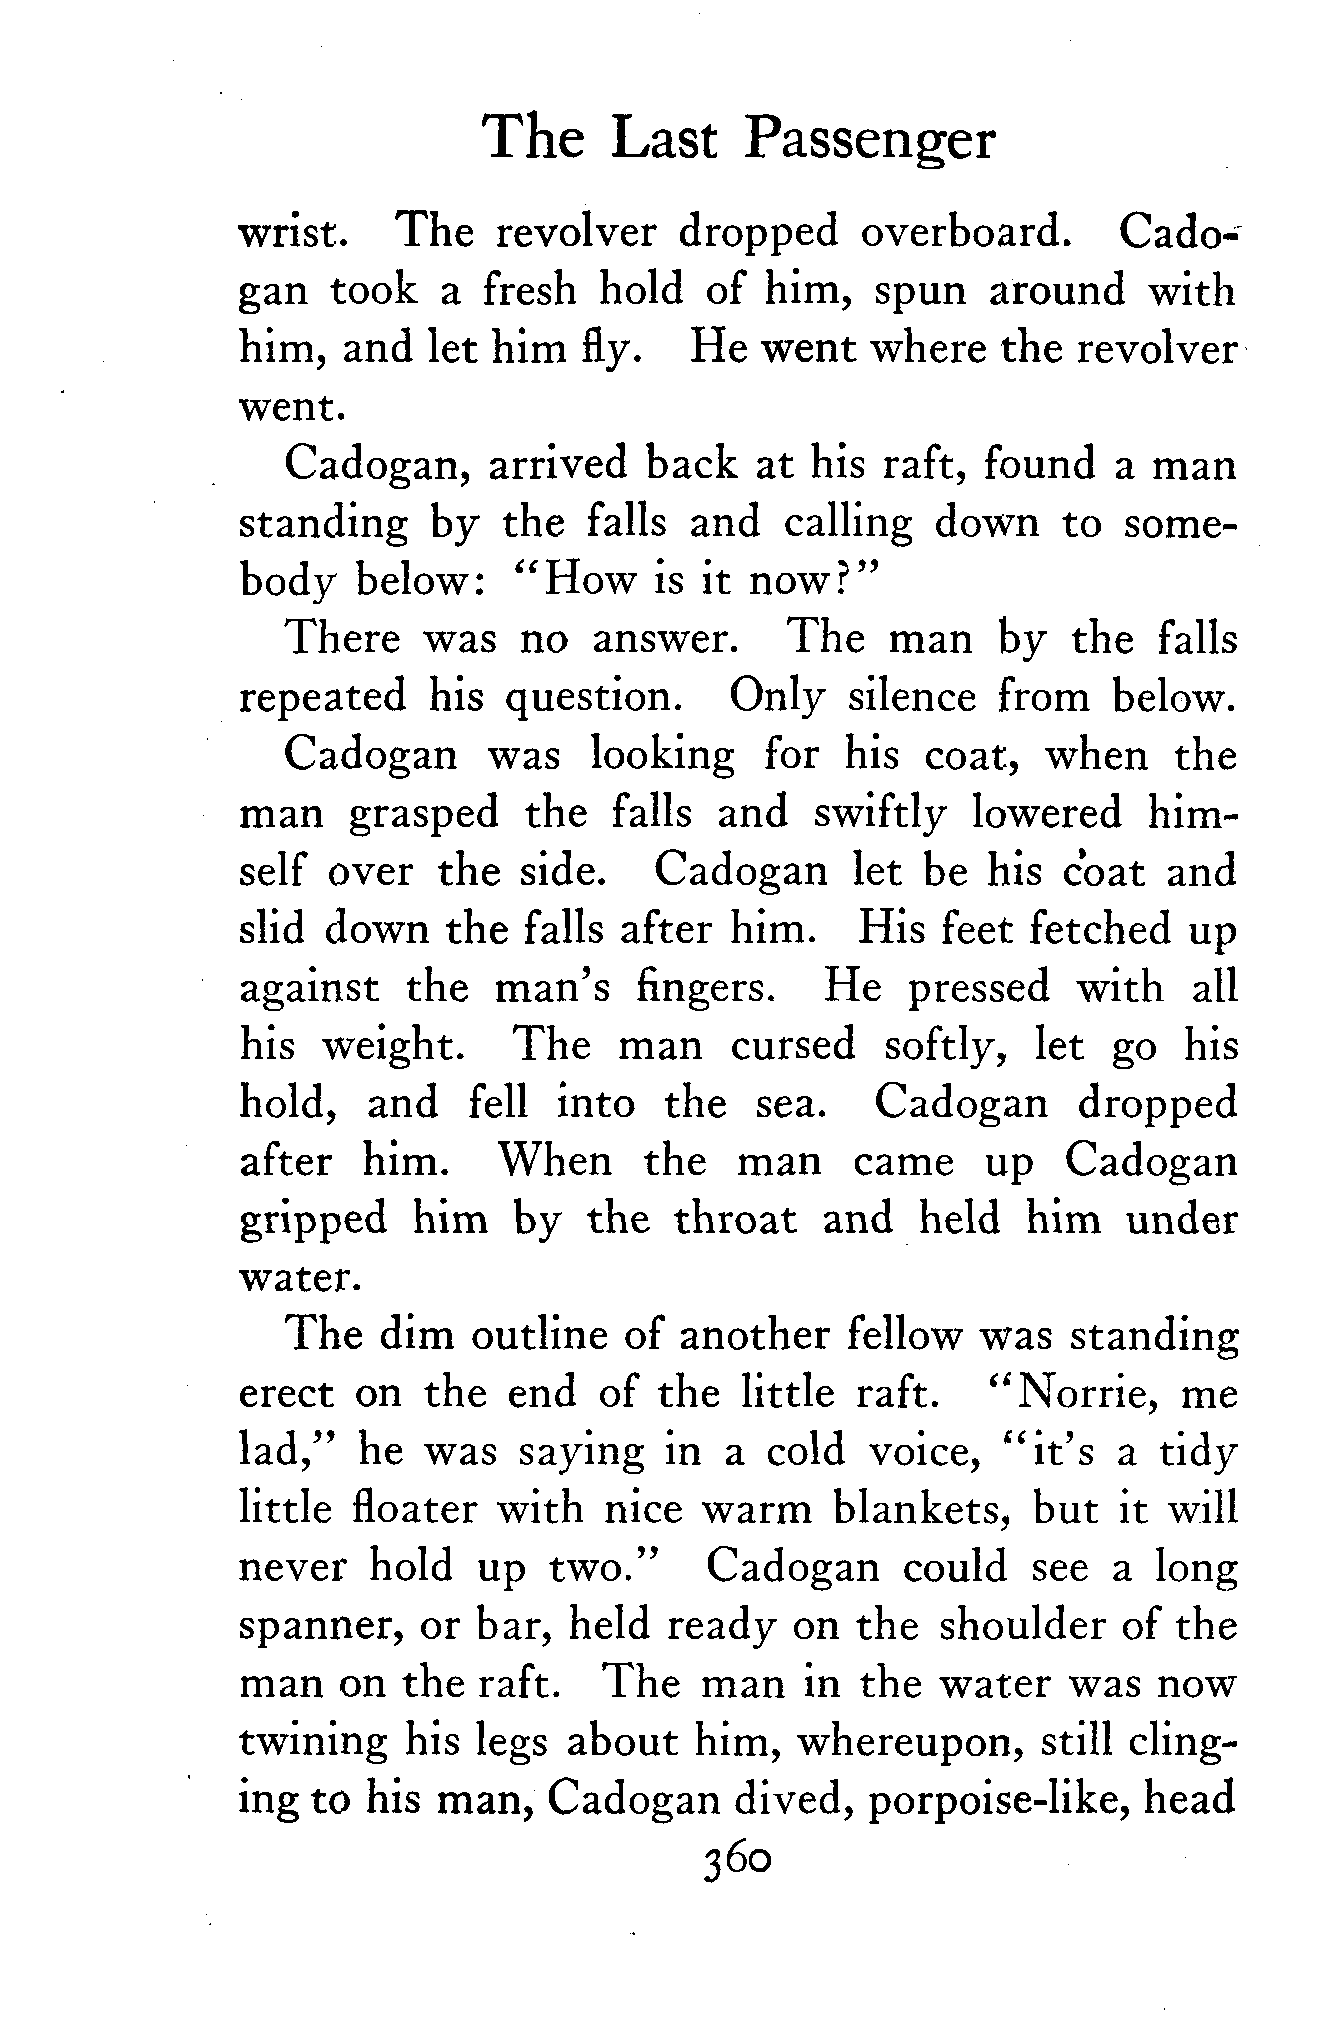 The Last Passenger
wrist. The revolver dropped overboard. Cado-
gan took a fresh hold of him, spun around with
him, and let him fly. He went where the revolver
went.
Cadogan, arrived back at his raft, found a man
standing by the falls and calling down to some-
body below: "How is it now?"
There was no answer. The man by the falls
repeated his question. Only silence from below.
Cadogan was looking for his coat, when the
man grasped the falls and swiftly lowered him-
self over the side. Cadogan let be his coat and
slid down the falls after him. His feet fetched up
against the man's fingers. He pressed with all
his weight. The man cursed softly, let go his
hold, and fell into the sea. Cadogan dropped
after him. When the man came up Cadogan
gripped him by the throat and held him under
water.
The dim outline of another fellow was standing
erect on the end of the little raft. "Norrie, me
lad," he was saying in a cold voice, "it's a tidy
little floater with nice warm blankets, but it will
never hold up two." Cadogan could see a long
spanner, or bar, held ready on the shoulder of the
man on the raft. The man in the water was now
twining his legs about him, whereupon, still cling-
ing to his man, Cadogan dived, porpoise-like, head
360